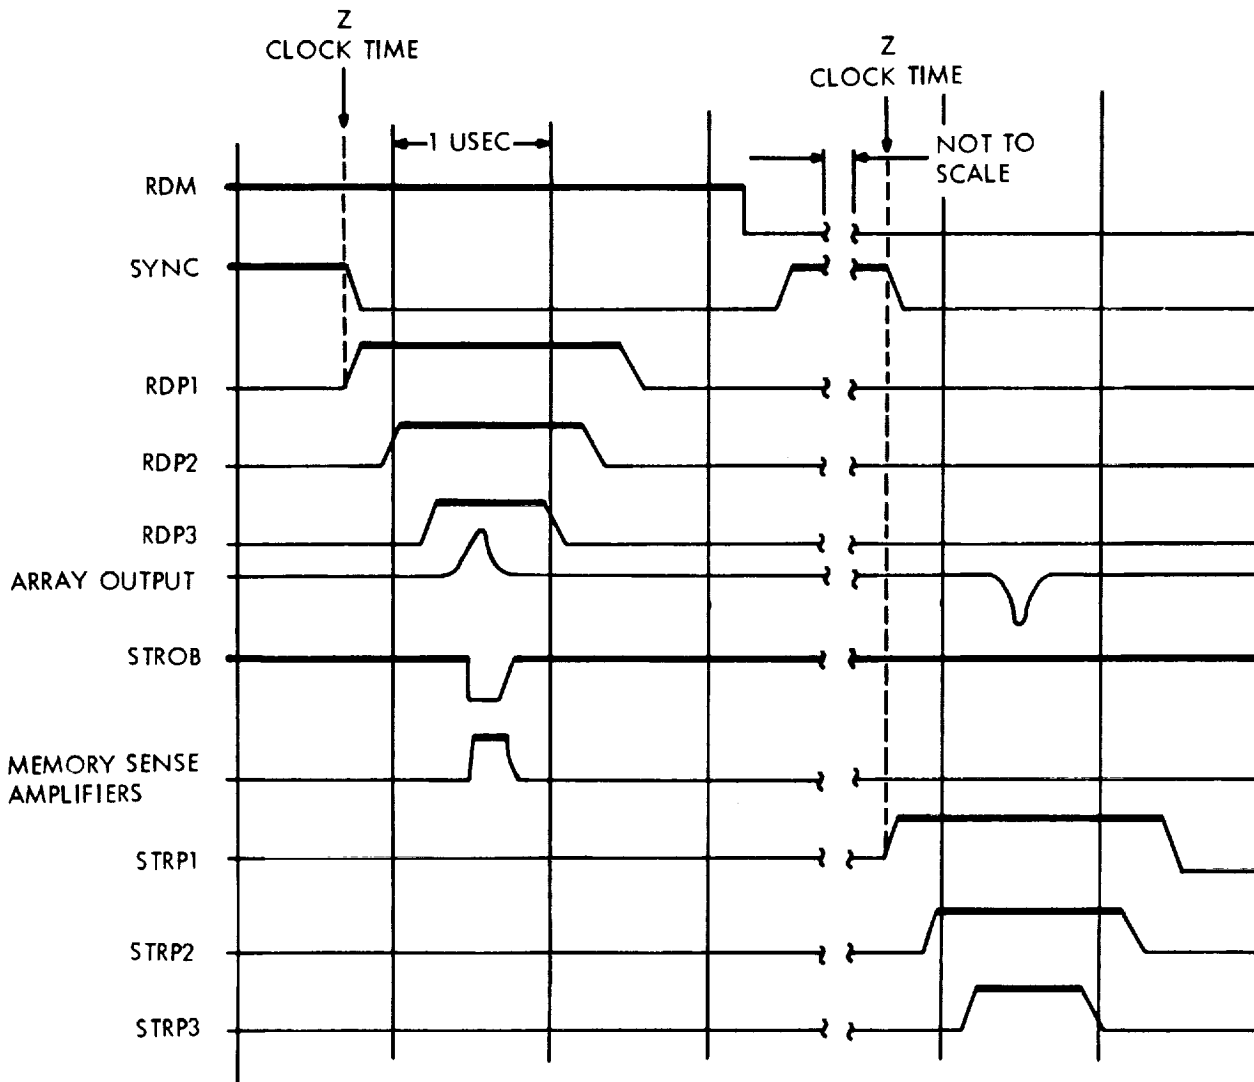 Z
CLOCK TIME
Z
CLOCK TIME
1 USEC
NOT TO
SCALE
RDM
SYNC
RDP1
RDP2
RDP3
ARRAY OUTPUT
STROB
MEMORY SENSE
AMPLIFIERS
STRP1
STRP2
STRP3